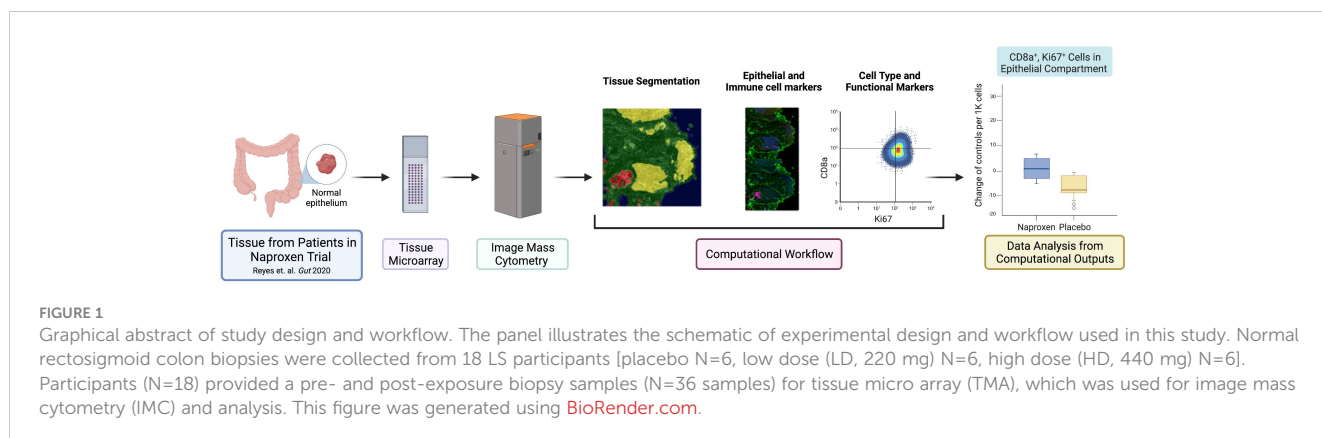 Tissue Segmentation
Epithelial and
Immune cell markers
Cell Type and
Functional Markers
CD8a⁺, Ki67⁺ Cells in
Epithelial Compartment
Normal
epithelium
CD8a
Ki67
Change of controls per 1K cells
30
20
10
0
-10
-20
Naproxen Placebo
Tissue from Patients in
Naproxen Trial
Reyes et. al. Gut 2020
Tissue
Microarray
Image Mass
Cytometry
Computational Workflow
Data Analysis from
Computational Outputs
FIGURE 1
Graphical abstract of study design and workflow. The panel illustrates the schematic of experimental design and workflow used in this study. Normal
rectosigmoid colon biopsies were collected from 18 LS participants [placebo N=6, low dose (LD, 220 mg) N=6, high dose (HD, 440 mg) N=6].
Participants (N=18) provided a pre- and post-exposure biopsy samples (N=36 samples) for tissue micro array (TMA), which was used for image mass
cytometry (IMC) and analysis. This figure was generated using BioRender.com.